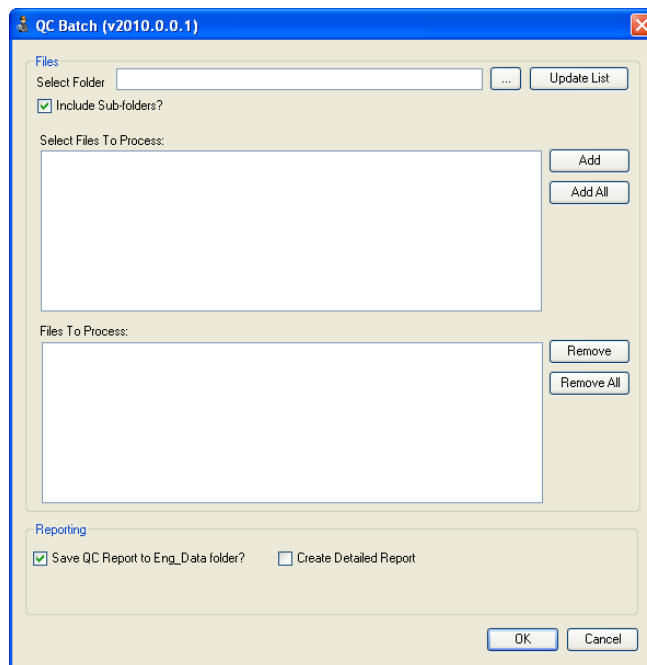 QC Batch (v2010.0.0.1)
Files
Select Folder ... Update List
Include Sub-folders?
Select Files To Process:
Add
Add All
Files To Process:
Remove
Remove All
Reporting
Save QC Report to Eng_Data folder? Create Detailed Report
OK Cancel